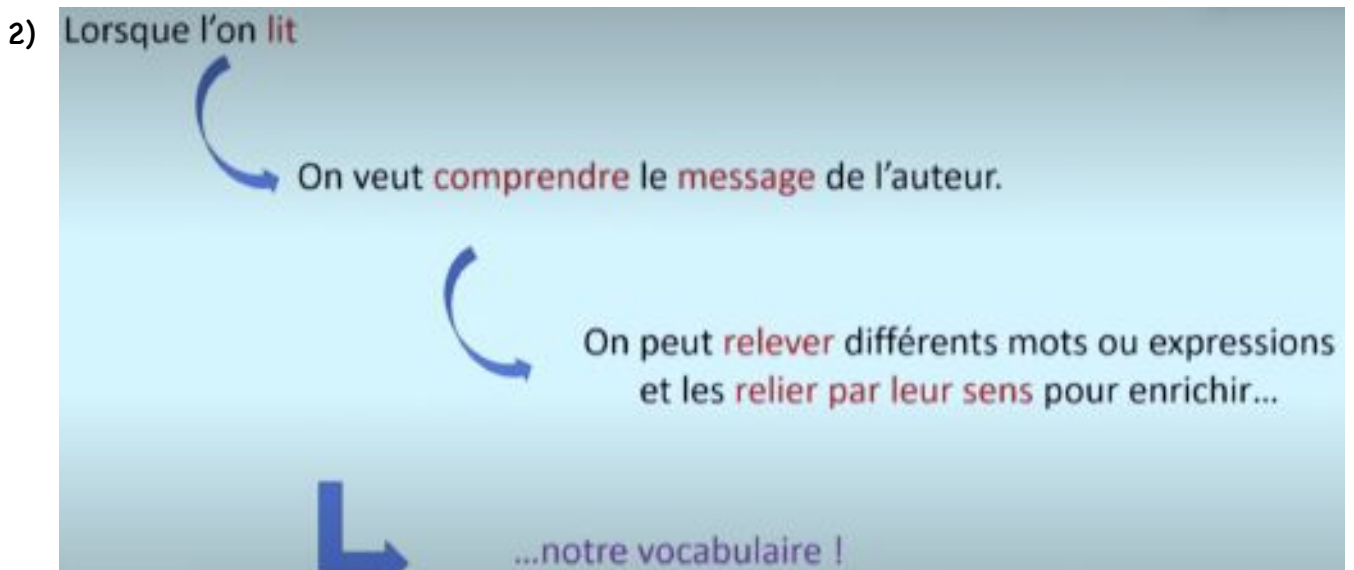 2) Lorsque l'on lit
On veut comprendre le message de l'auteur.
On peut relever différents mots ou expressions
et les relier par leur sens pour enrichir...
...notre vocabulaire !